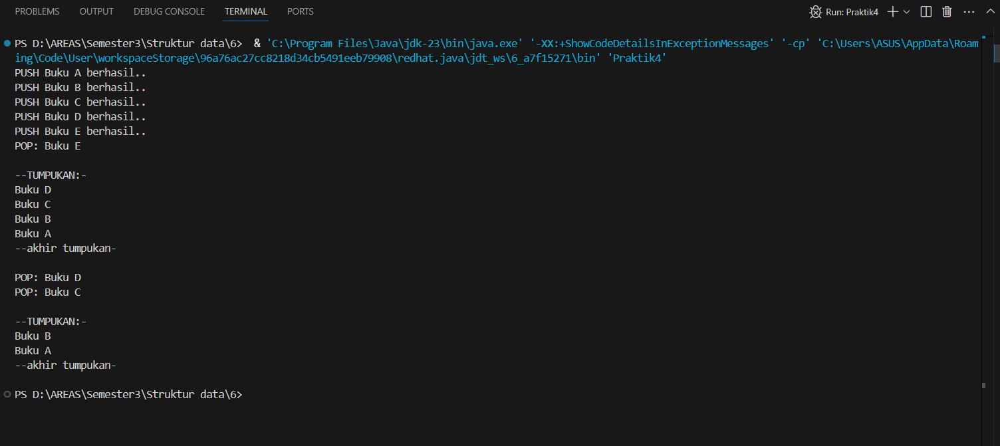 PROBLEMS OUTPUT DEBUG CONSOLE TERMINAL PORTS Run: Praktik4
PS D:\AREAS\Semester3\Struktur data\6>  & 'C:\Program Files\Java\jdk-23\bin\java.exe' '-XX:+ShowCodeDetailsInExceptionMessages' '-cp' 'C:\Users\ASUS\AppData\Roam
ing\Code\User\workspaceStorage\96a76ac27cc8218d34cb5491eeb79908\redhat.java\jdt_ws\6_a7f15271\bin' 'Praktik4'
PUSH Buku A berhasil..
PUSH Buku B berhasil..
PUSH Buku C berhasil..
PUSH Buku D berhasil..
PUSH Buku E berhasil..
POP: Buku E
--TUMPUKAN:-
Buku D
Buku C
Buku B
Buku A
--akhir tumpukan-
POP: Buku D
POP: Buku C
--TUMPUKAN:-
Buku B
Buku A
--akhir tumpukan-
PS D:\AREAS\Semester3\Struktur data\6>